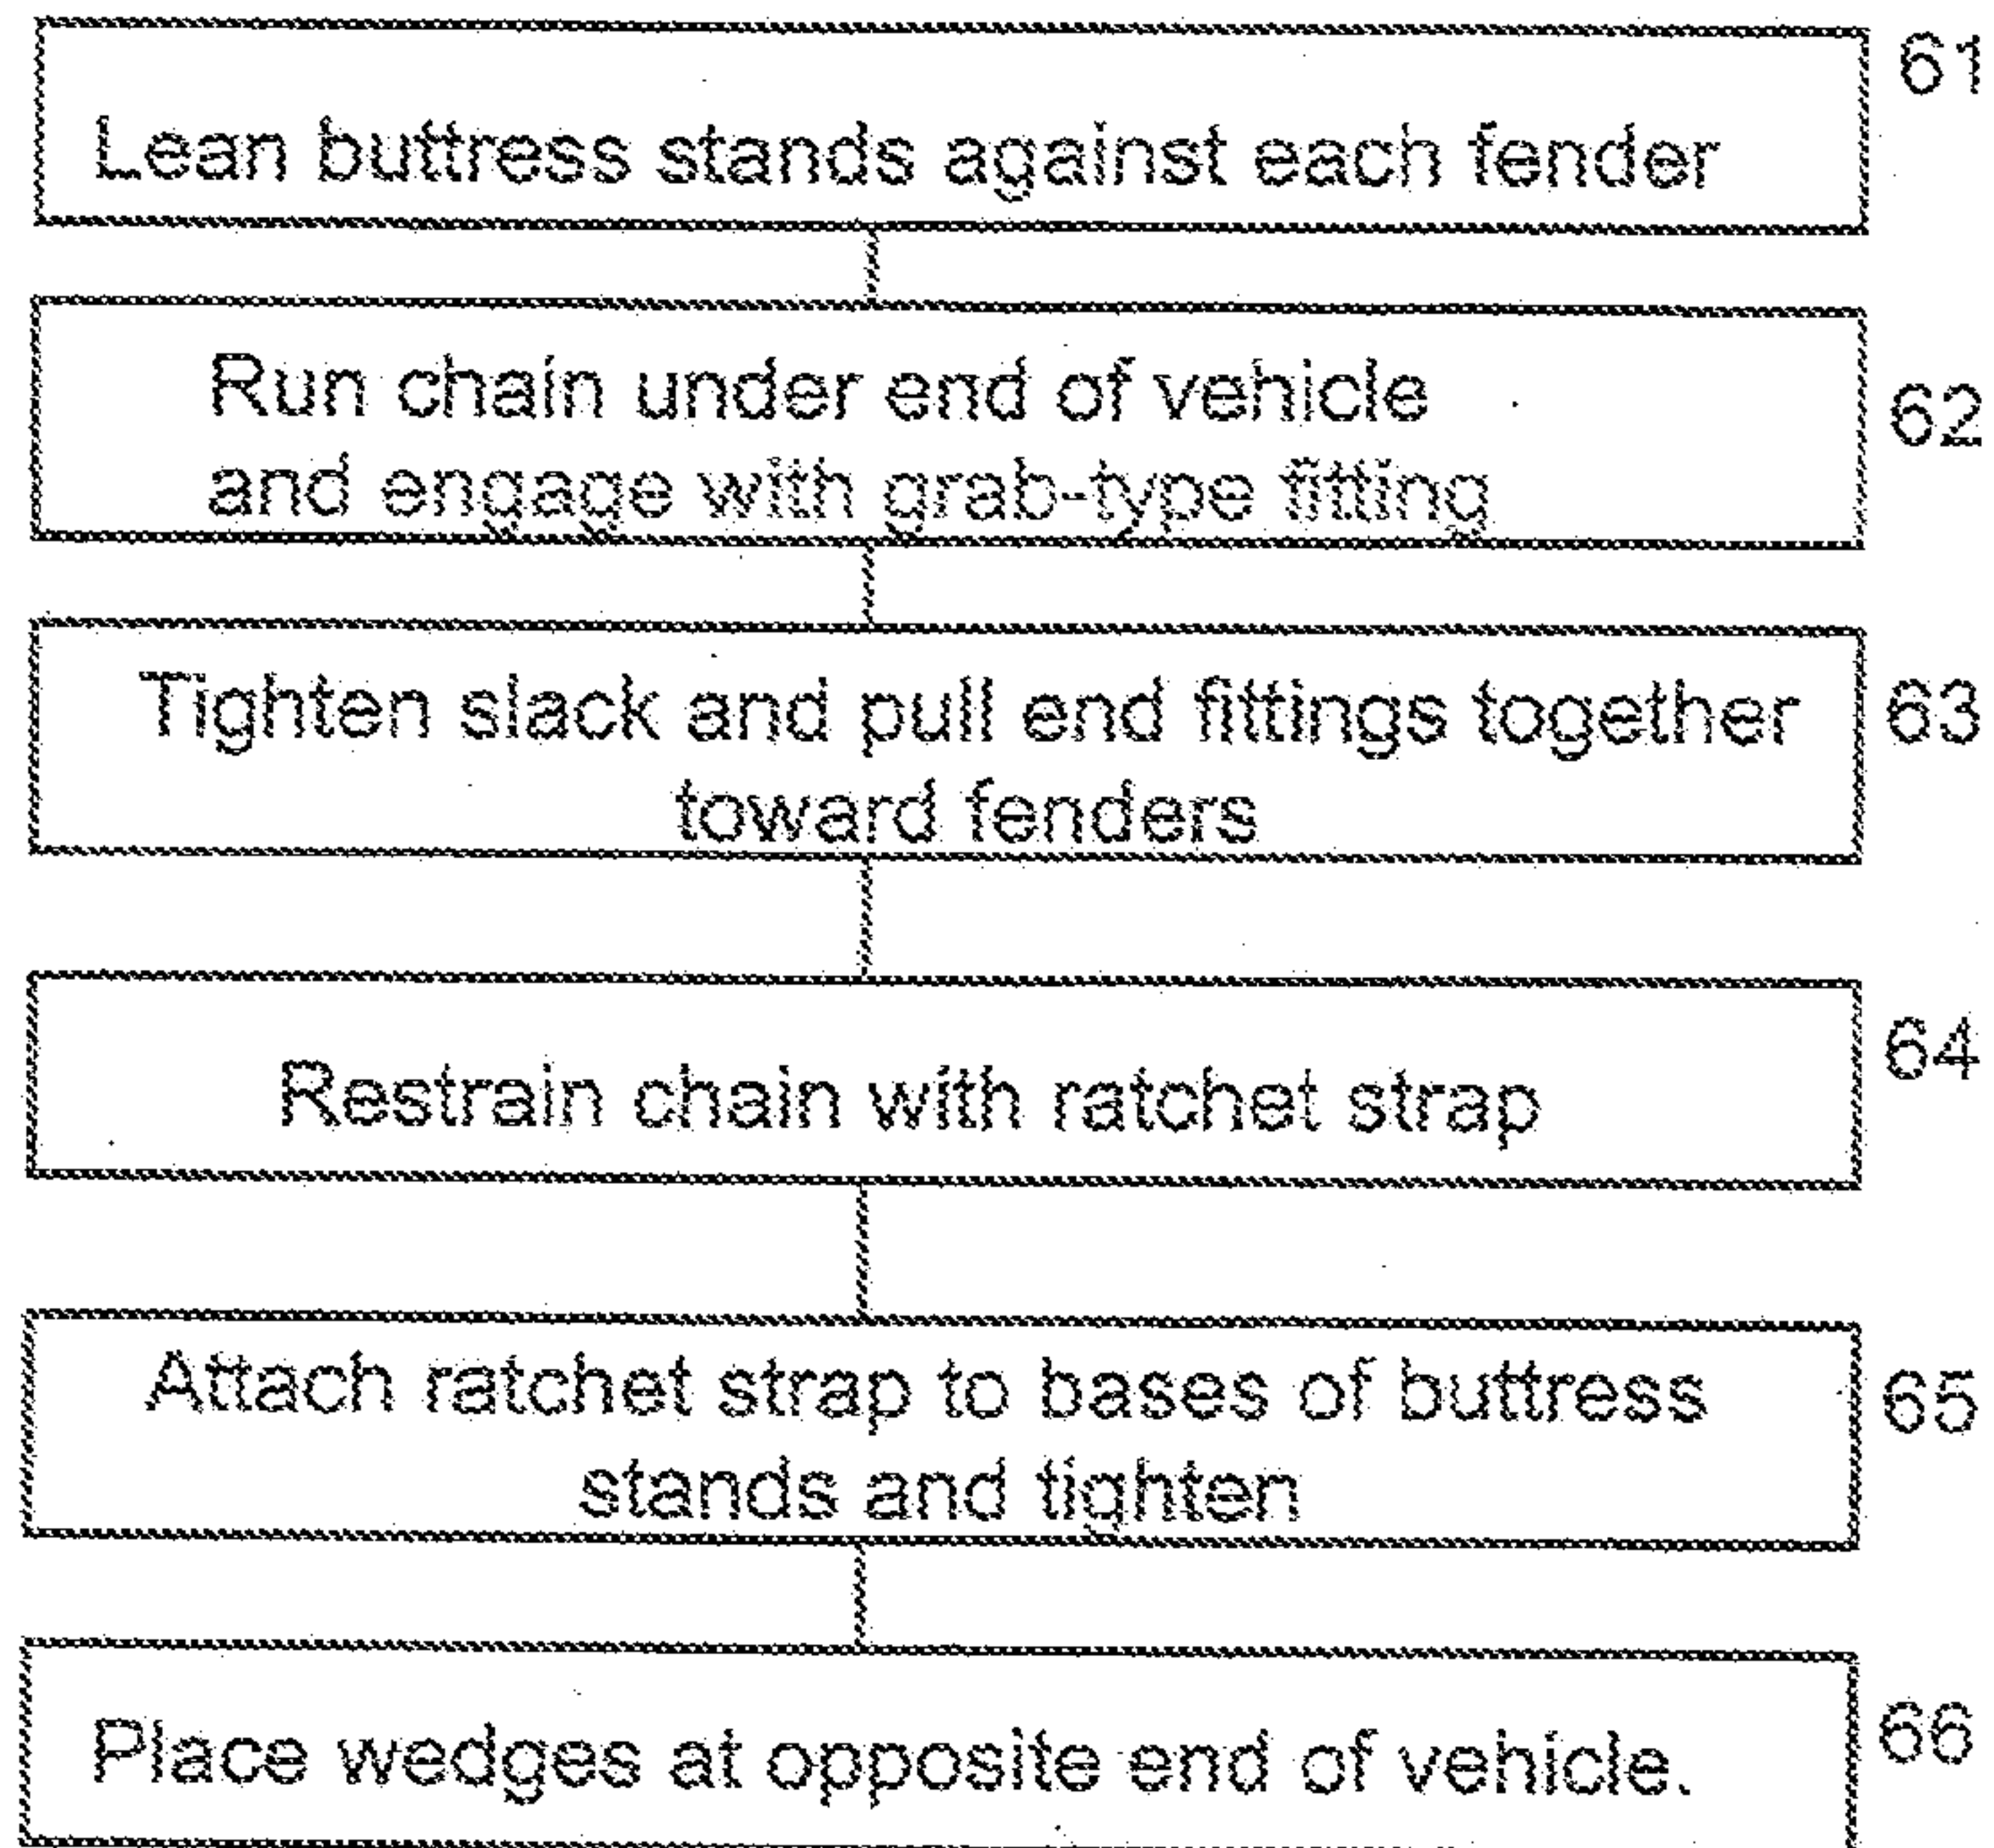 61
Lean buttress stands against each fender
Run chain under end of vehicle
62
and engage with grab-type fitting
Tighten slack and pull end fittings together
63
toward fenders
64
Restrain chain with ratchet strap
Attach ratchet strap to bases of buttress
65
stands and tighten
66
Place wedges at opposite end of vehicle.